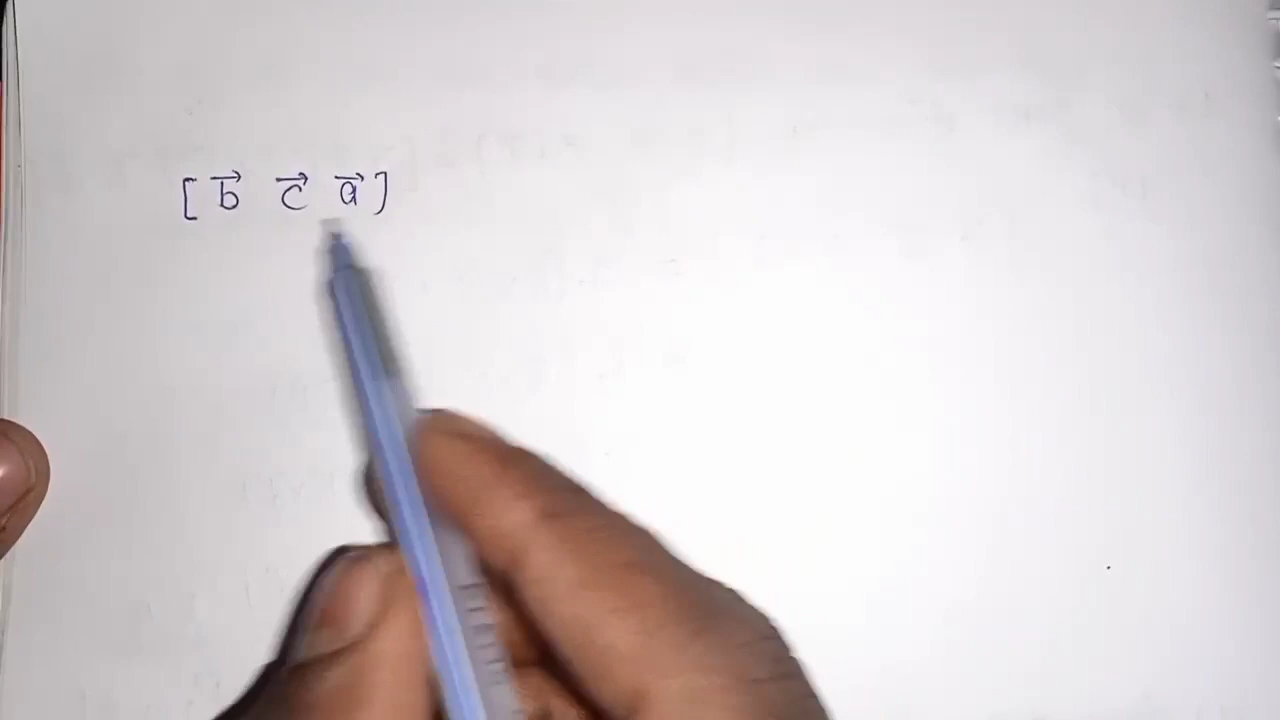 [ b⃗ c⃗ a⃗ ]